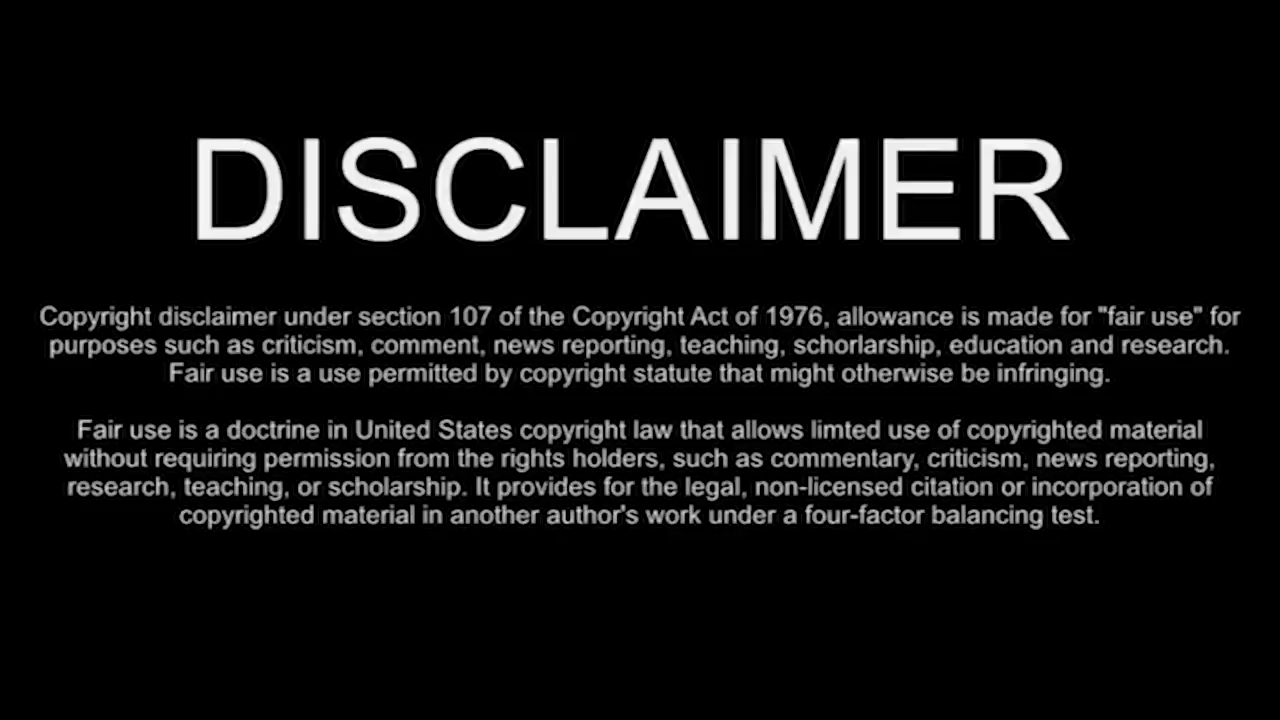 DISCLAIMER
Copyright disclaimer under section 107 of the Copyright Act of 1976, allowance is made for "fair use" for
purposes such as criticism, comment, news reporting, teaching, schorlarship, education and research.
Fair use is a use permitted by copyright statute that might otherwise be infringing.
Fair use is a doctrine in United States copyright law that allows limted use of copyrighted material
without requiring permission from the rights holders, such as commentary, criticism, news reporting,
research, teaching, or scholarship. It provides for the legal, non-licensed citation or incorporation of
copyrighted material in another author's work under a four-factor balancing test.